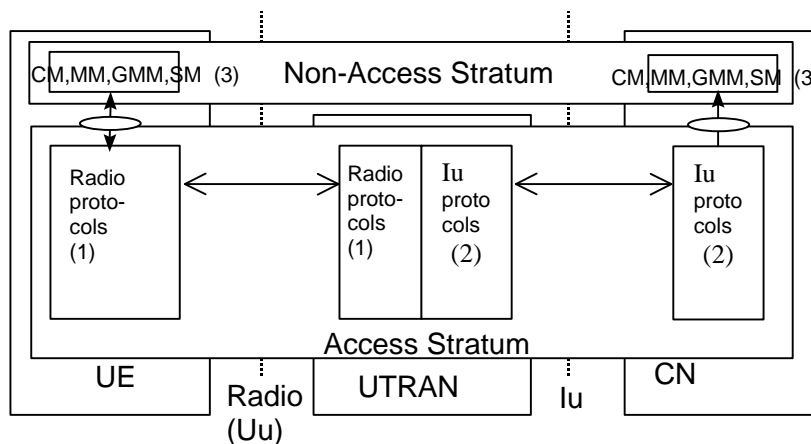 CM,MM,GMM,SM (3)
Non-Access Stratum
CM,MM,GMM,SM (3
Radio
proto-
cols
(1)
Radio
proto-
cols
(1)
Iu
proto
cols
(2)
Iu
proto
cols
(2)
Access Stratum
UE
Radio
(Uu)
UTRAN
Iu
CN